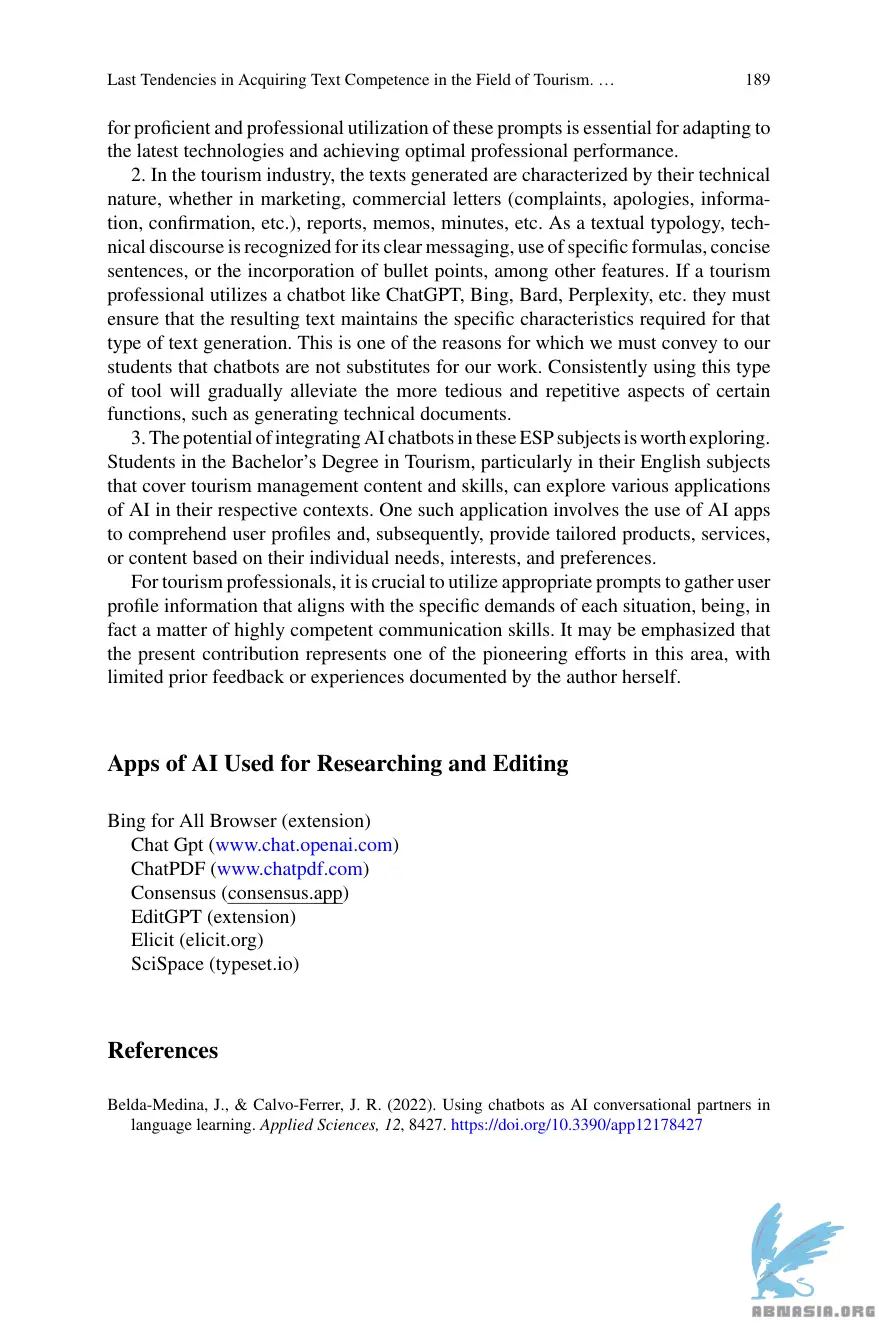 Last Tendencies in Acquiring Text Competence in the Field of Tourism. … 189
for proficient and professional utilization of these prompts is essential for adapting to
the latest technologies and achieving optimal professional performance.
2. In the tourism industry, the texts generated are characterized by their technical
nature, whether in marketing, commercial letters (complaints, apologies, informa-
tion, confirmation, etc.), reports, memos, minutes, etc. As a textual typology, tech-
nical discourse is recognized for its clear messaging, use of specific formulas, concise
sentences, or the incorporation of bullet points, among other features. If a tourism
professional utilizes a chatbot like ChatGPT, Bing, Bard, Perplexity, etc. they must
ensure that the resulting text maintains the specific characteristics required for that
type of text generation. This is one of the reasons for which we must convey to our
students that chatbots are not substitutes for our work. Consistently using this type
of tool will gradually alleviate the more tedious and repetitive aspects of certain
functions, such as generating technical documents.
3. The potential of integrating AI chatbots in these ESP subjects is worth exploring.
Students in the Bachelor’s Degree in Tourism, particularly in their English subjects
that cover tourism management content and skills, can explore various applications
of AI in their respective contexts. One such application involves the use of AI apps
to comprehend user profiles and, subsequently, provide tailored products, services,
or content based on their individual needs, interests, and preferences.
For tourism professionals, it is crucial to utilize appropriate prompts to gather user
profile information that aligns with the specific demands of each situation, being, in
fact a matter of highly competent communication skills. It may be emphasized that
the present contribution represents one of the pioneering efforts in this area, with
limited prior feedback or experiences documented by the author herself.
Apps of AI Used for Researching and Editing
Bing for All Browser (extension)
Chat Gpt (www.chat.openai.com)
ChatPDF (www.chatpdf.com)
Consensus (consensus.app)
EditGPT (extension)
Elicit (elicit.org)
SciSpace (typeset.io)
References
Belda-Medina, J., & Calvo-Ferrer, J. R. (2022). Using chatbots as AI conversational partners in
language learning. Applied Sciences, 12, 8427. https://doi.org/10.3390/app12178427
ABNASIA.ORG